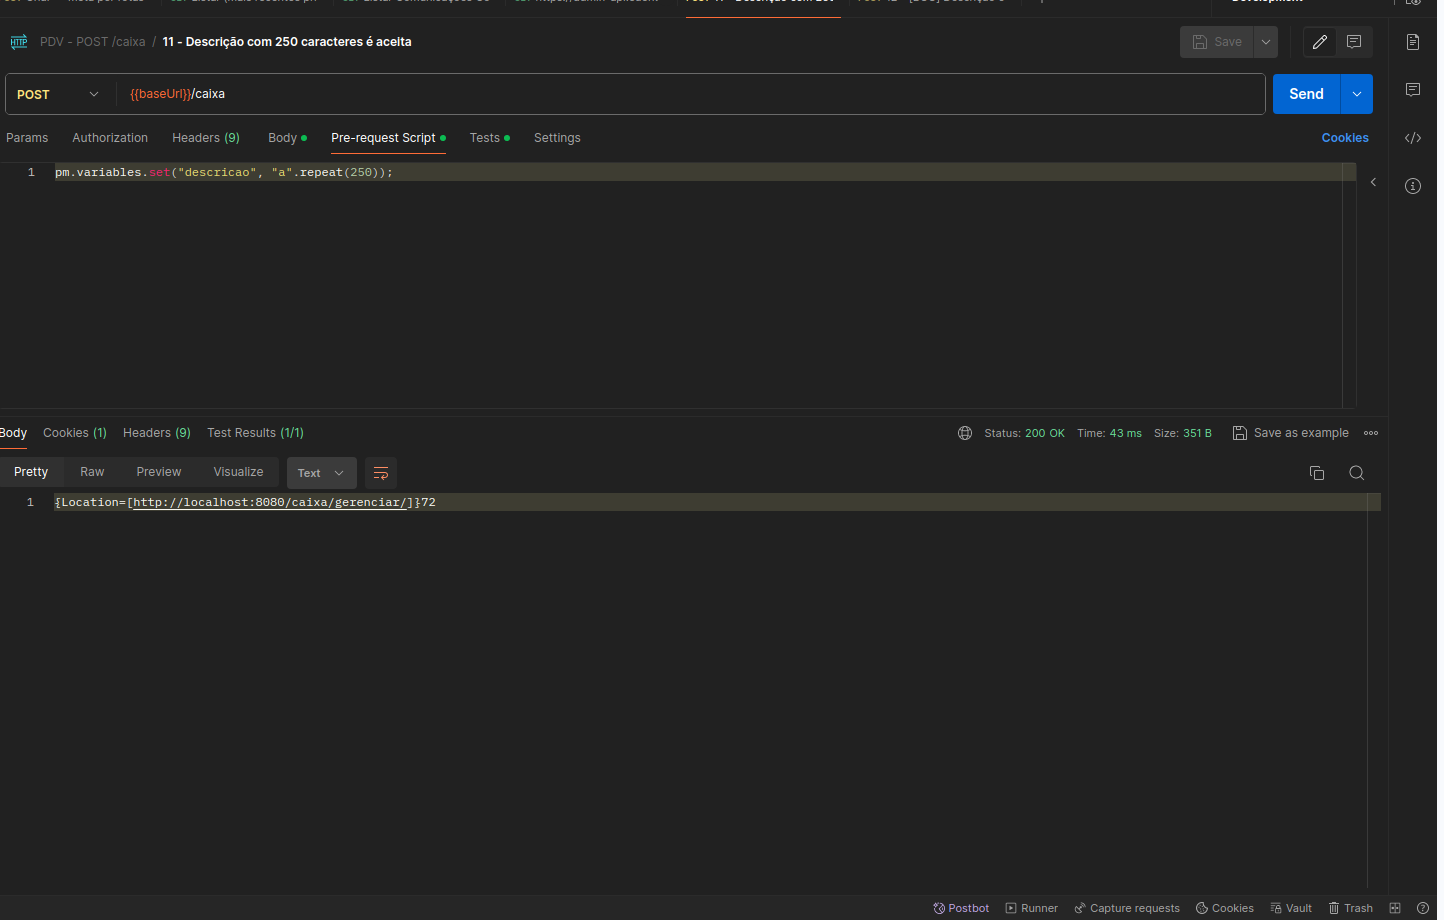 PDV - POST /caixa / 11 - Descrição com 250 caracteres é aceita
Save
POST
{{baseUrl}}/caixa
Send
Params Authorization Headers (9) Body Pre-request Script Tests Settings
Cookies
1 pm.variables.set("descricao", "a".repeat(250));
Body Cookies (1) Headers (9) Test Results (1/1)
Status: 200 OK Time: 43 ms Size: 351 B Save as example
Pretty Raw Preview Visualize Text
1 {Location=[http://localhost:8080/caixa/gerenciar/]}72
Postbot Runner Capture requests Cookies Vault Trash